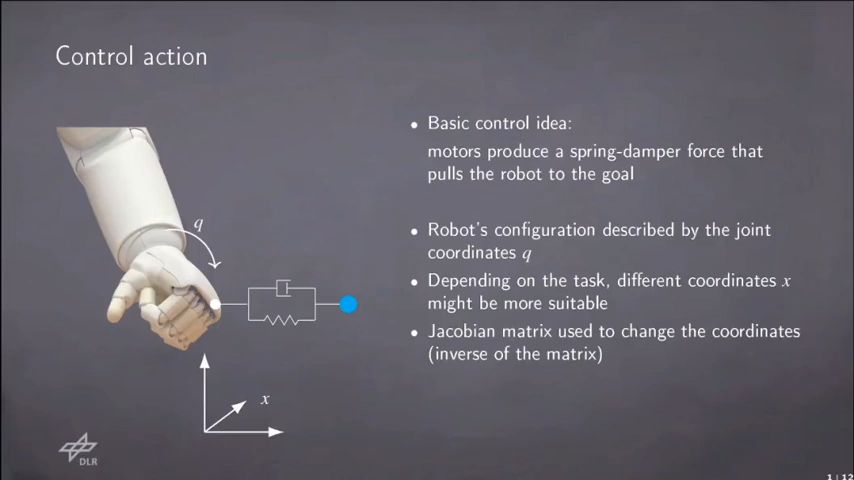 Control action
• Basic control idea:
motors produce a spring-damper force that
pulls the robot to the goal
• Robot's configuration described by the joint
coordinates q
• Depending on the task, different coordinates x
might be more suitable
• Jacobian matrix used to change the coordinates
(inverse of the matrix)
q
x
DLR
1 | 12